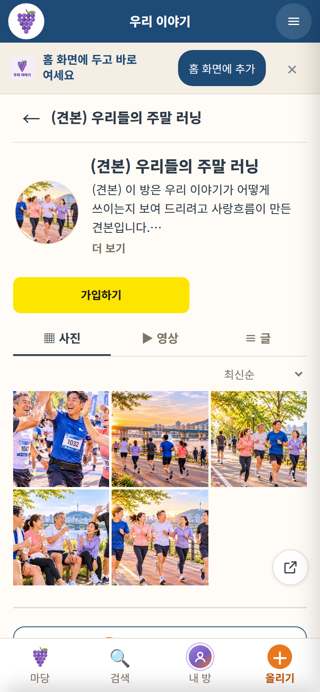 우리 이야기
홈 화면에 두고 바로
여세요
홈 화면에 추가
(견본) 우리들의 주말 러닝
(견본) 우리들의 주말 러닝
(견본) 이 방은 우리 이야기가 어떻게
쓰이는지 보여 드리려고 사랑흐름이 만든
견본입니다.…
더 보기
가입하기
사진
영상
글
최신순
1032
마당
검색
내 방
올리기